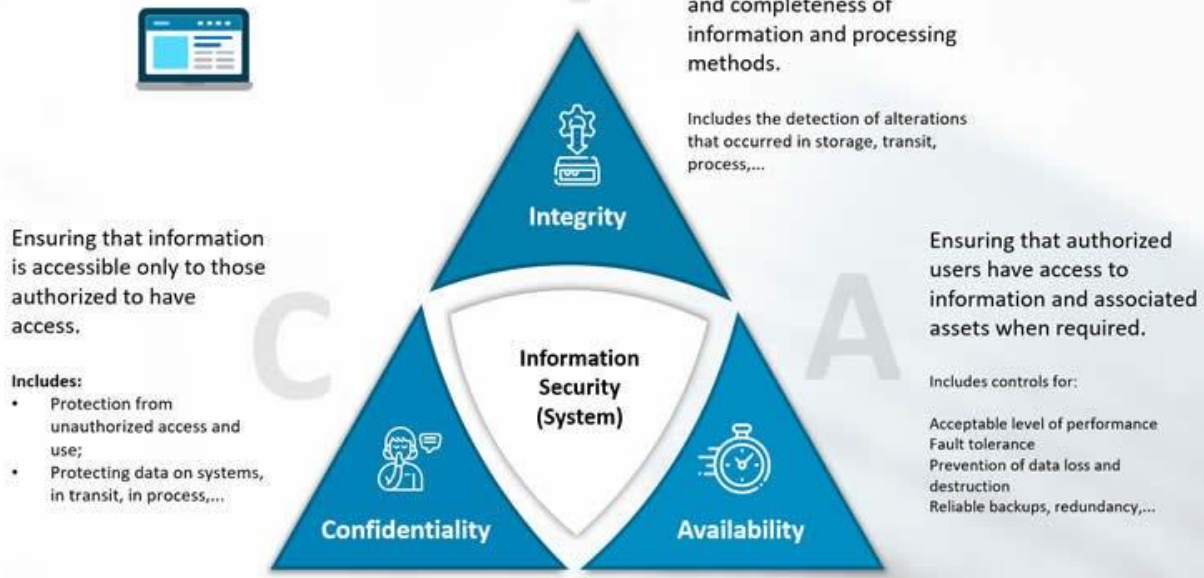 and completeness of
information and processing
methods.
Includes the detection of alterations
that occurred in storage, transit,
process,...
Integrity
Ensuring that information
is accessible only to those
authorized to have
access.
Includes:
• Protection from
unauthorized access and
use;
• Protecting data on systems,
in transit, in process,...
C
Information
Security
(System)
A
Ensuring that authorized
users have access to
information and associated
assets when required.
Includes controls for:
Acceptable level of performance
Fault tolerance
Prevention of data loss and
destruction
Reliable backups, redundancy,...
Confidentiality
Availability